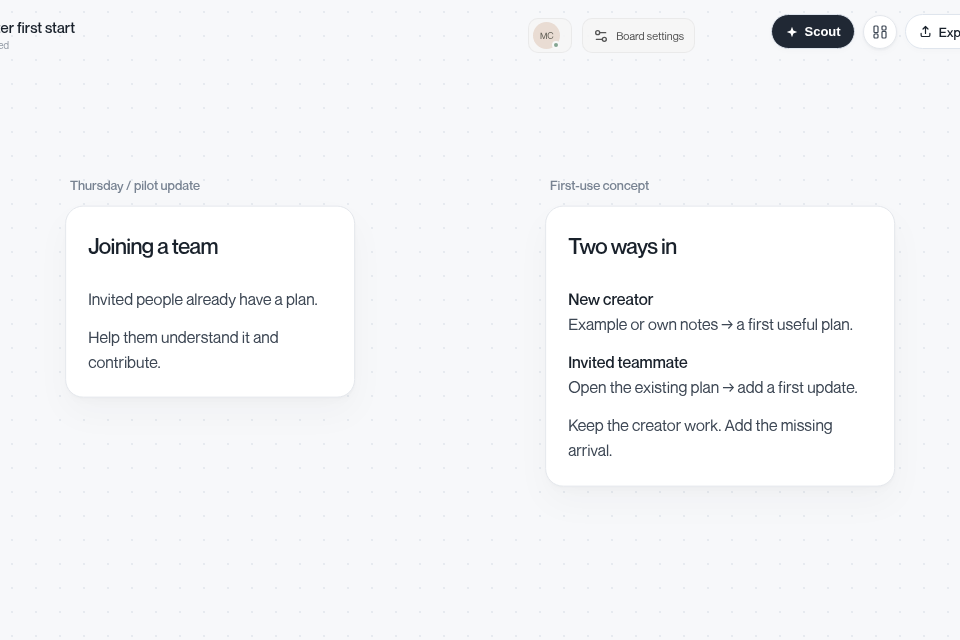 er first start
ed
MC
Board settings
Scout
Exp
Thursday / pilot update
Joining a team
Invited people already have a plan.
Help them understand it and
contribute.
First-use concept
Two ways in
New creator
Example or own notes → a first useful plan.
Invited teammate
Open the existing plan → add a first update.
Keep the creator work. Add the missing
arrival.